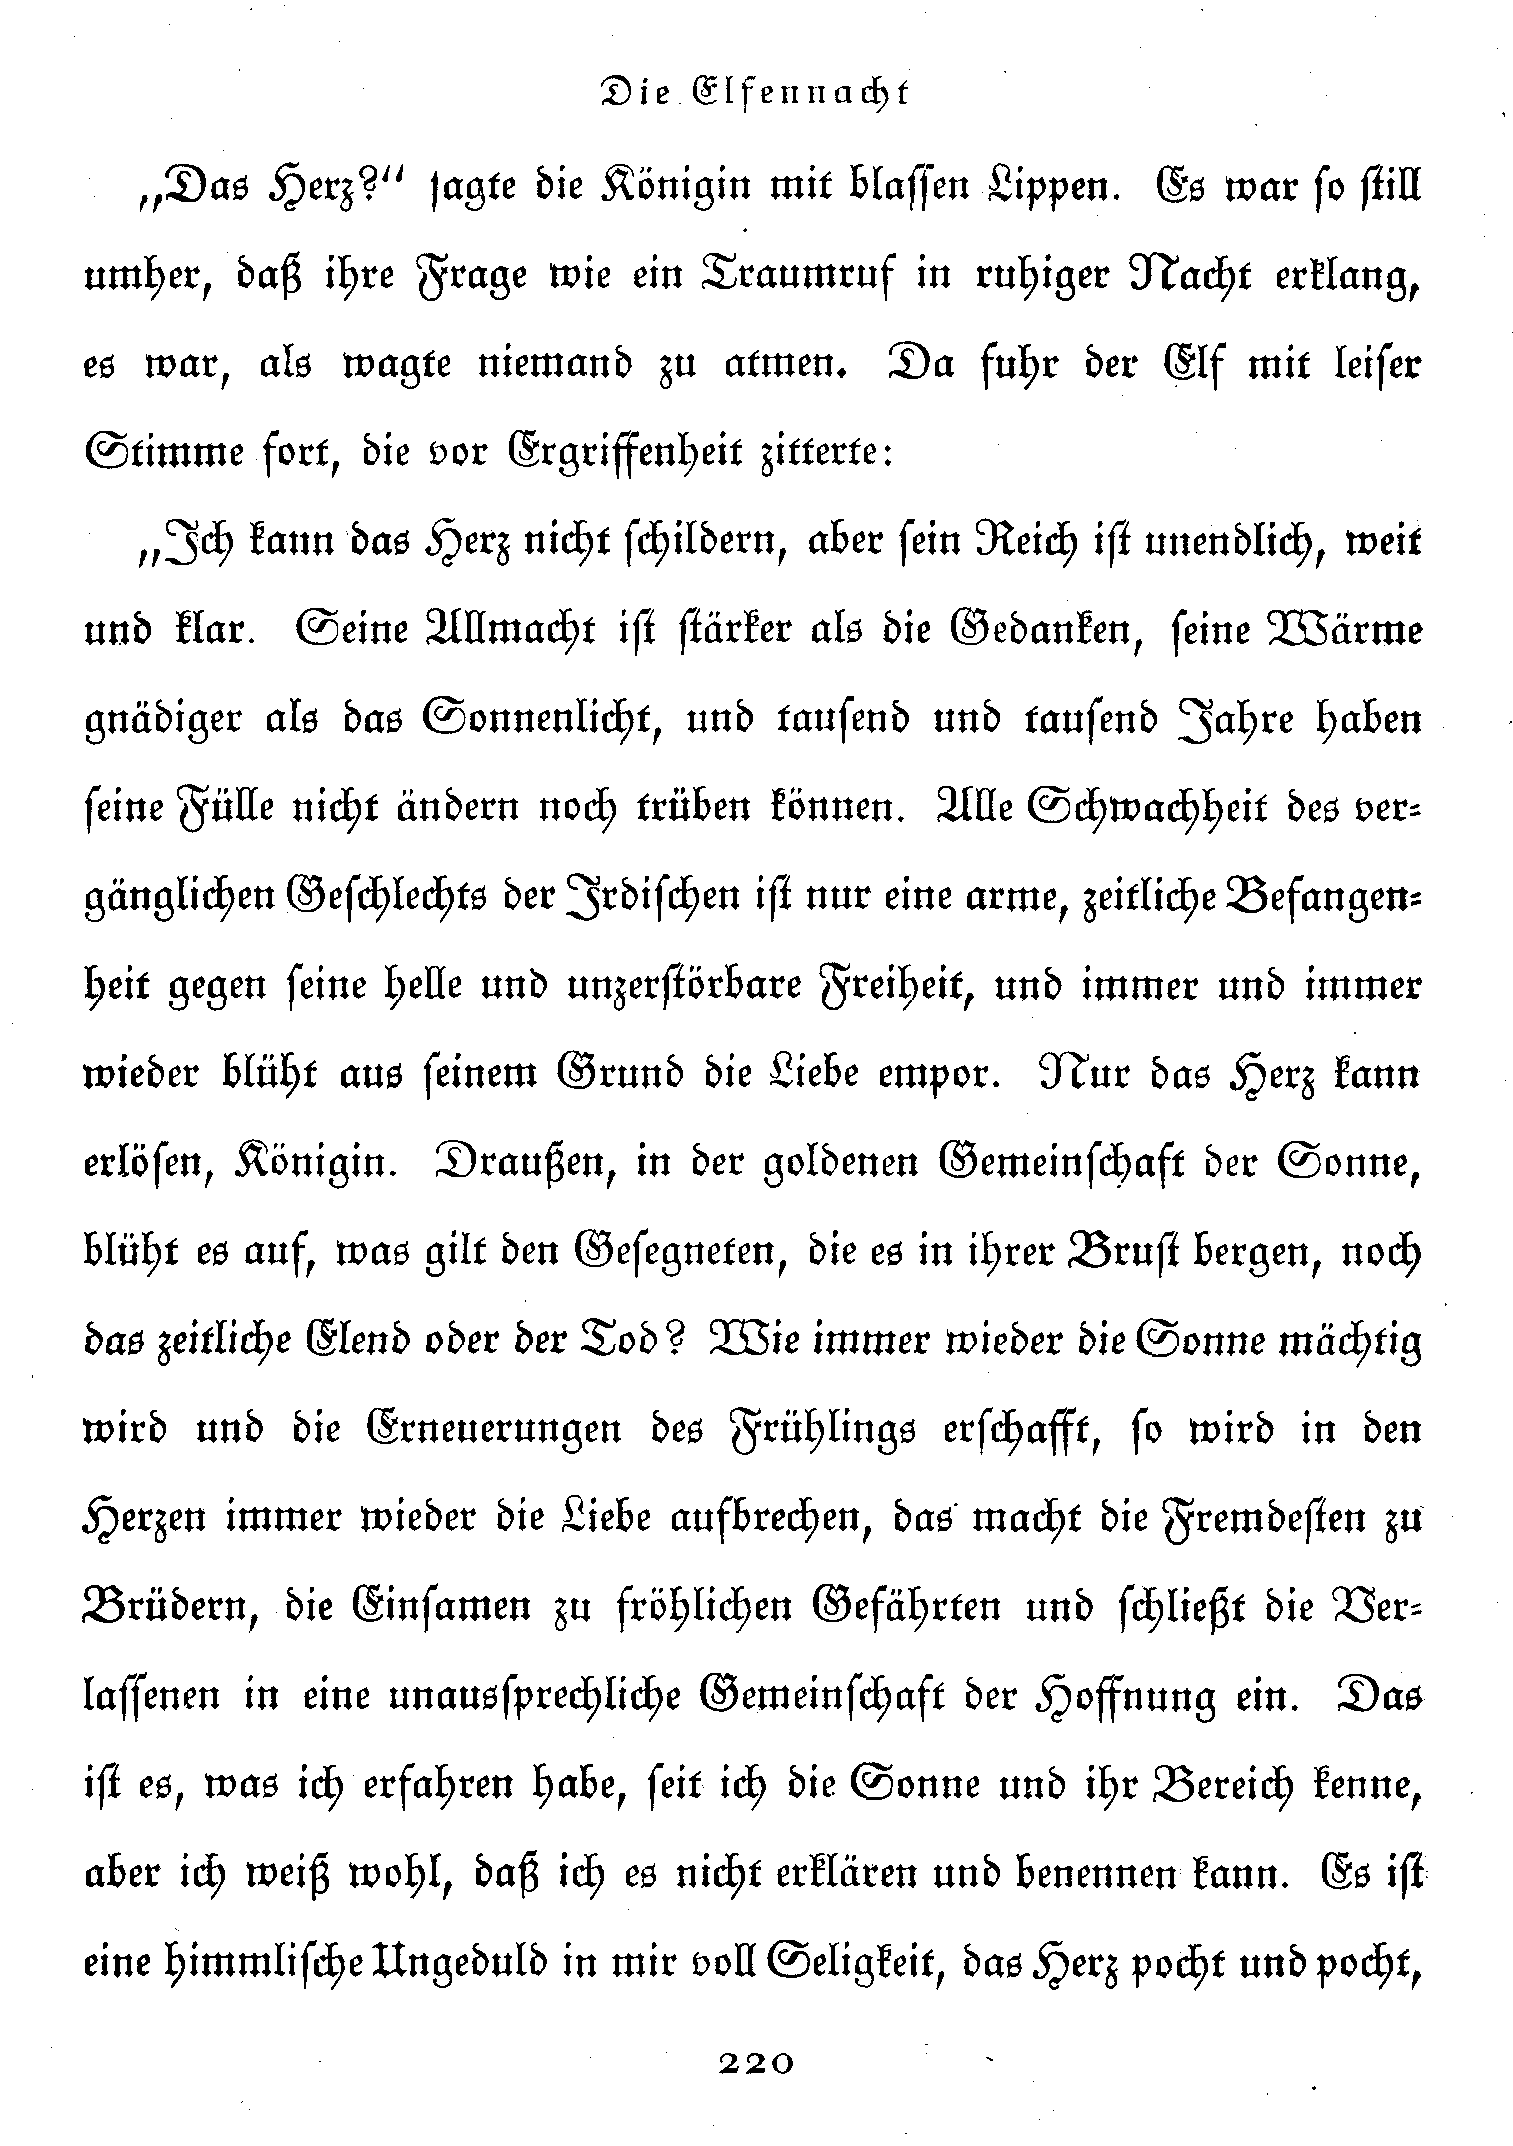 Die Elfennacht
„Das Herz?“ sagte die Königin mit blassen Lippen. Es war so still
umher, daß ihre Frage wie ein Traumruf in ruhiger Nacht erklang,
es war, als wagte niemand zu atmen. Da fuhr der Elf mit leiser
Stimme fort, die vor Ergriffenheit zitterte:
„Ich kann das Herz nicht schildern, aber sein Reich ist unendlich, weit
und klar. Seine Allmacht ist stärker als die Gedanken, seine Wärme
gnädiger als das Sonnenlicht, und tausend und tausend Jahre haben
seine Fülle nicht ändern noch trüben können. Alle Schwachheit des ver-
gänglichen Geschlechts der Irdischen ist nur eine arme, zeitliche Befangen-
heit gegen seine helle und unzerstörbare Freiheit, und immer und immer
wieder blüht aus seinem Grund die Liebe empor. Nur das Herz kann
erlösen, Königin. Draußen, in der goldenen Gemeinschaft der Sonne,
blüht es auf, was gilt den Gesegneten, die es in ihrer Brust bergen, noch
das zeitliche Elend oder der Tod? Wie immer wieder die Sonne mächtig
wird und die Erneuerungen des Frühlings erschafft, so wird in den
Herzen immer wieder die Liebe aufbrechen, das macht die Fremdesten zu
Brüdern, die Einsamen zu fröhlichen Gefährten und schließt die Ver-
lassenen in eine unaussprechliche Gemeinschaft der Hoffnung ein. Das
ist es, was ich erfahren habe, seit ich die Sonne und ihr Bereich kenne,
aber ich weiß wohl, daß ich es nicht erklären und benennen kann. Es ist
eine himmlische Ungeduld in mir voll Seligkeit, das Herz pocht und pocht,
220